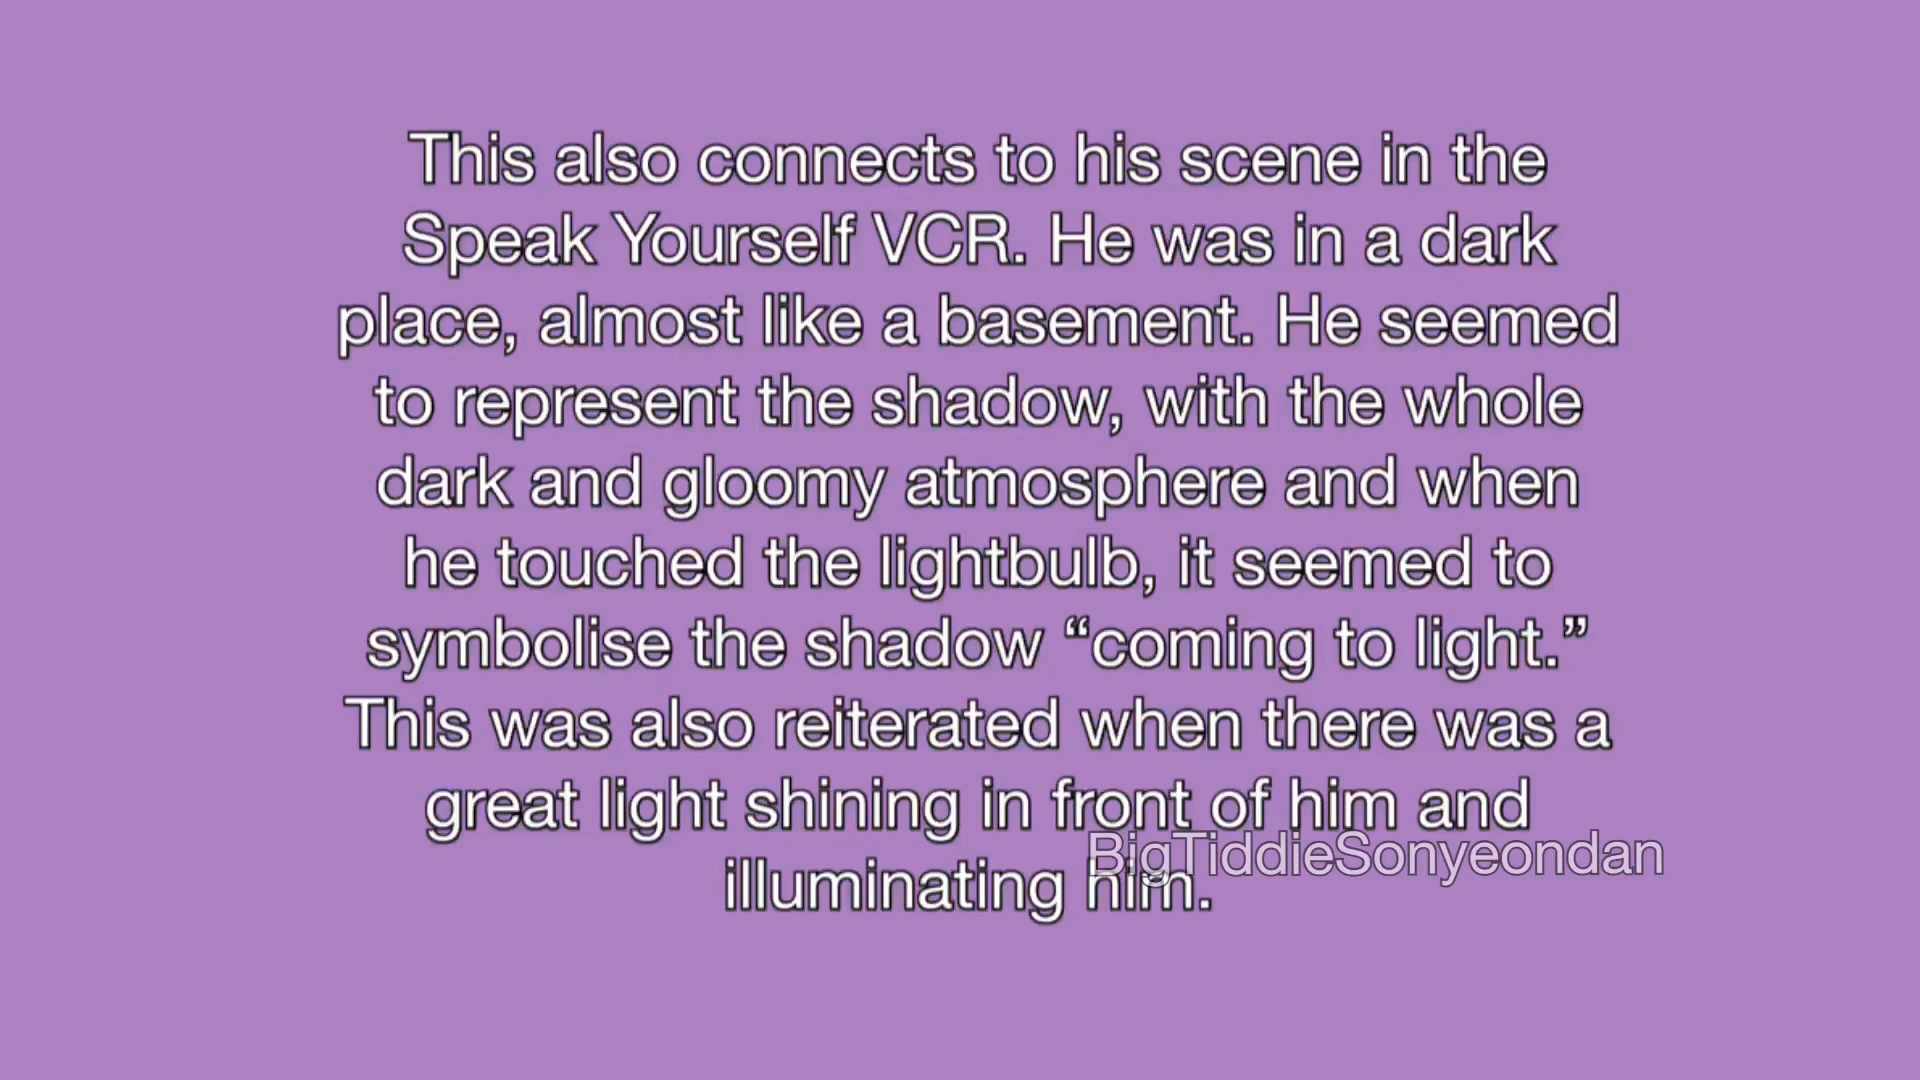 This also connects to his scene in the
Speak Yourself VCR. He was in a dark
place, almost like a basement. He seemed
to represent the shadow, with the whole
dark and gloomy atmosphere and when
he touched the lightbulb, it seemed to
symbolise the shadow “coming to light.”
This was also reiterated when there was a
great light shining in front of him and
illuminating him.
BigTiddieSonyeondan